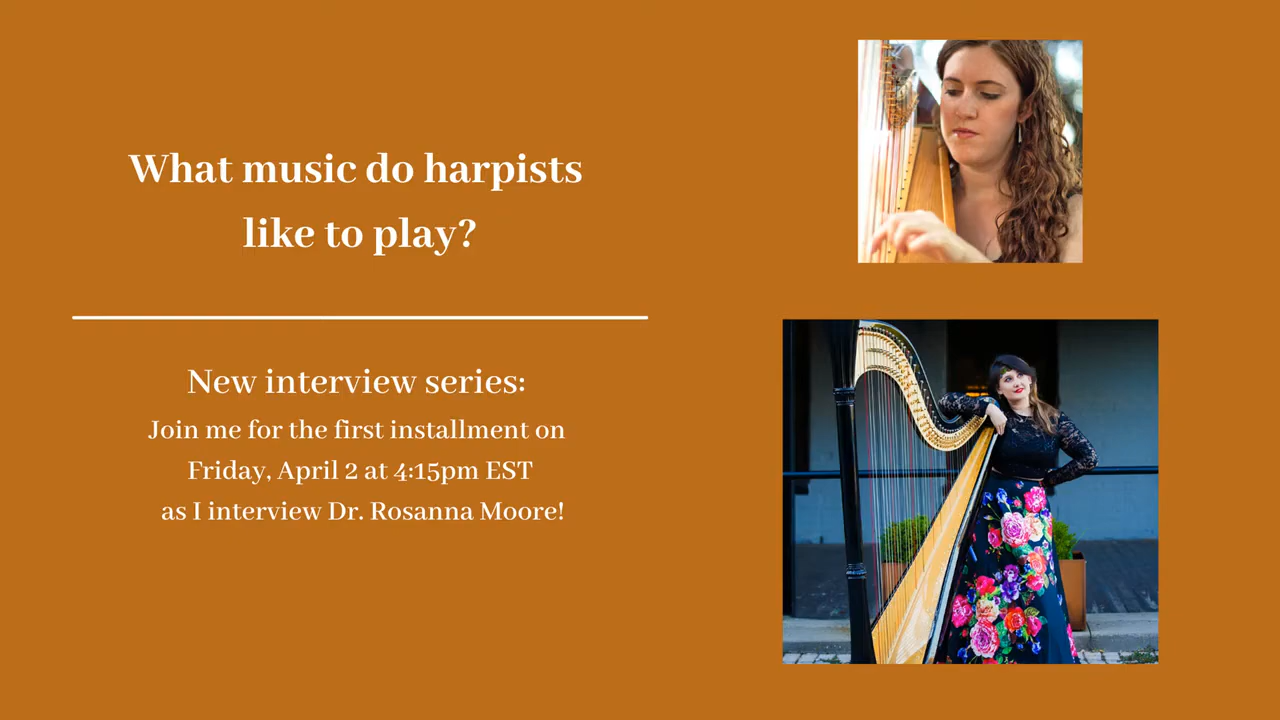 What music do harpists
like to play?
New interview series:
Join me for the first installment on
Friday, April 2 at 4:15pm EST
as I interview Dr. Rosanna Moore!